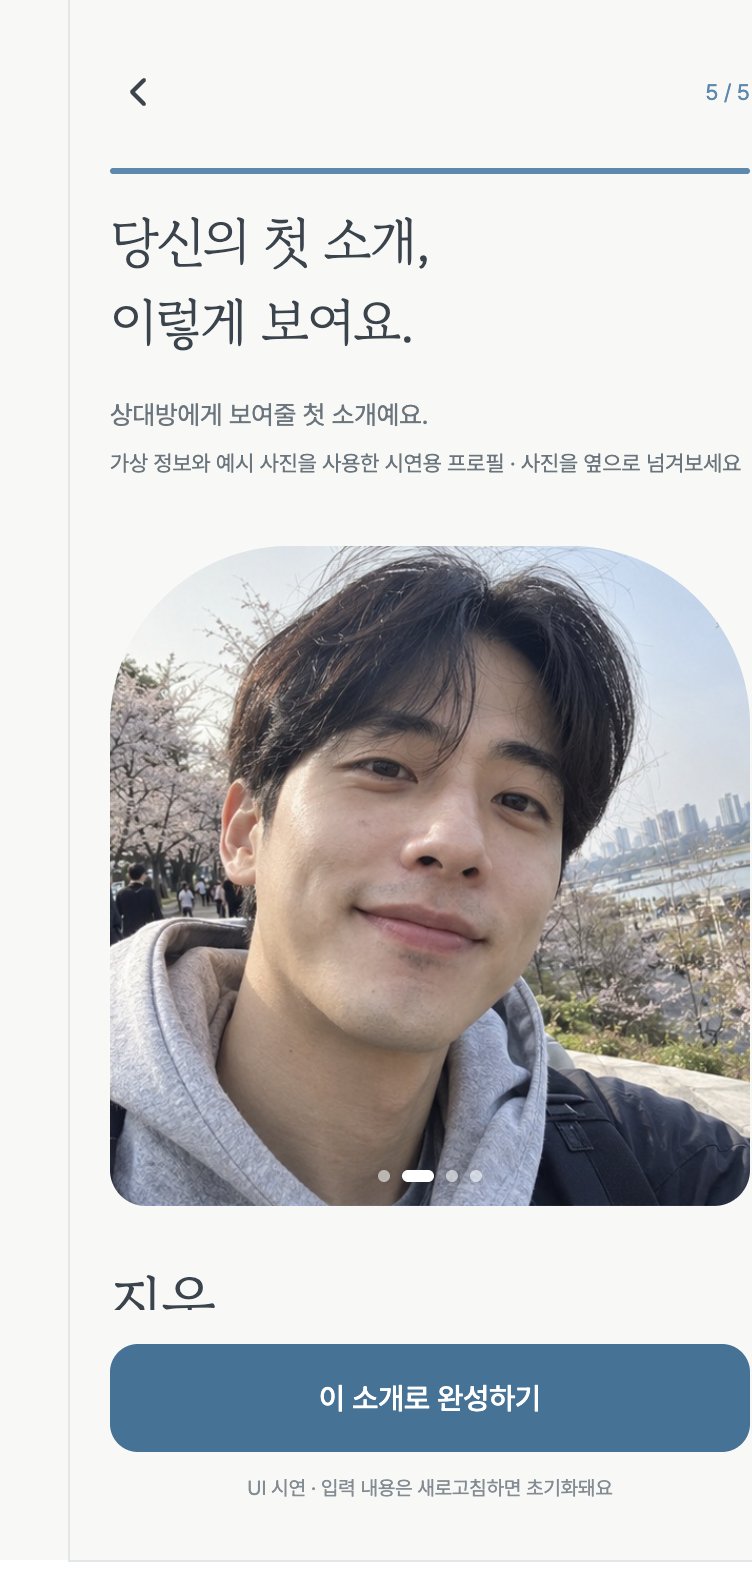 5 / 5
당신의 첫 소개,
이렇게 보여요.
상대방에게 보여줄 첫 소개예요.
가상 정보와 예시 사진을 사용한 시연용 프로필 · 사진을 옆으로 넘겨보세요
지우
이 소개로 완성하기
UI 시연 · 입력 내용은 새로고침하면 초기화돼요